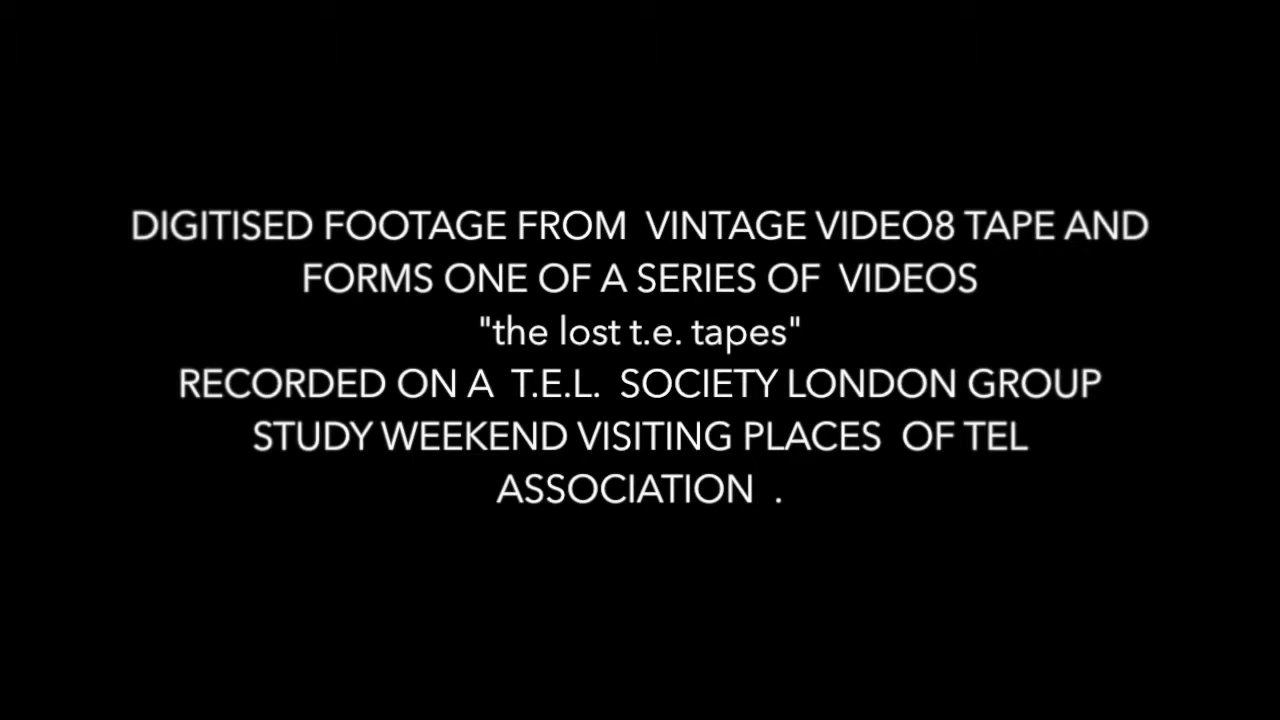 DIGITISED FOOTAGE FROM  VINTAGE VIDEO8 TAPE AND
FORMS ONE OF A SERIES OF  VIDEOS
"the lost t.e. tapes"
RECORDED ON A  T.E.L.  SOCIETY LONDON GROUP
STUDY WEEKEND VISITING PLACES  OF TEL
ASSOCIATION  .